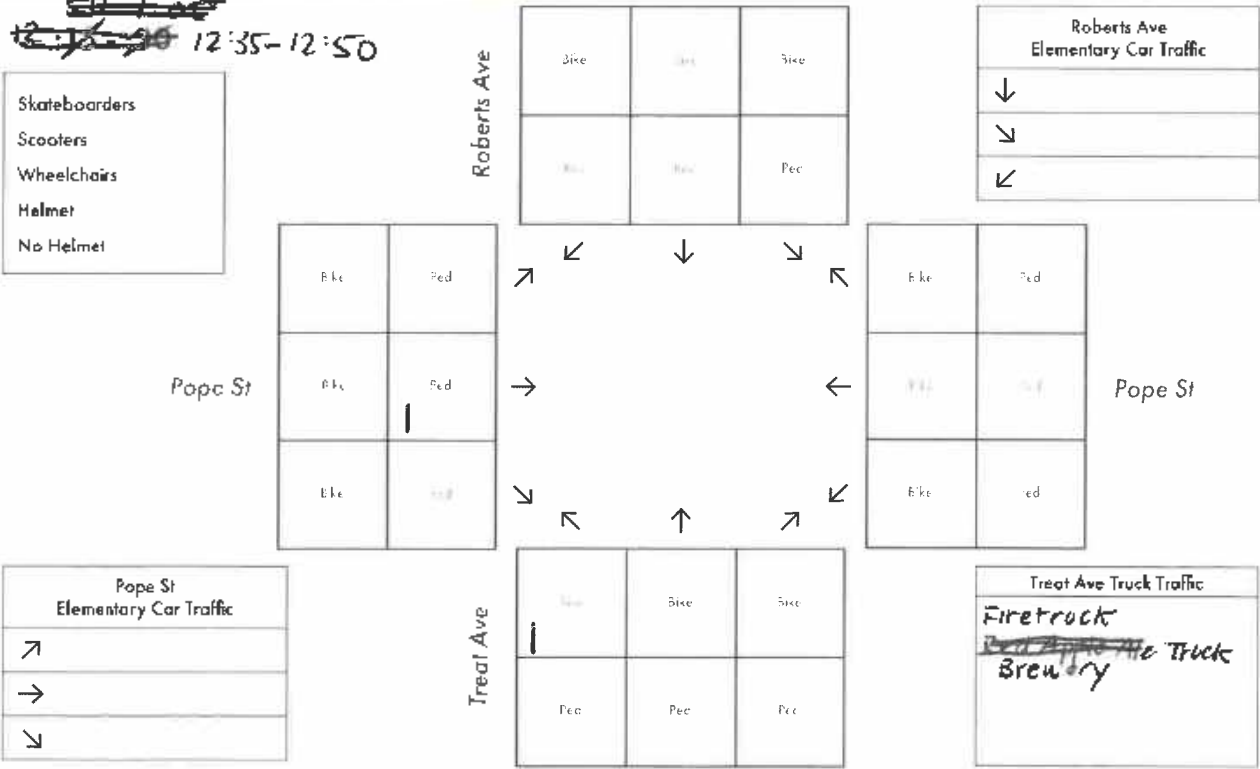 12:35-12:50
Skateboarders
Scooters
Wheelchairs
Helmet
No Helmet
Roberts Ave
Bike Bike
Ped
Roberts Ave
Elementary Car Traffic
↓
↘
↙
↙ ↓ ↘
↗ ↖
Bike Ped
Bike Ped
|
Bike
Pope St
→ ←
Bike Ped
Bike Ped
Pope St
↘ ↙
↖ ↑ ↗
Pope St
Elementary Car Traffic
↗
→
↘
Treat Ave
Bike Bike
|
Ped Ped Ped
Treat Ave Truck Traffic
Firetruck
Truck
Brewery